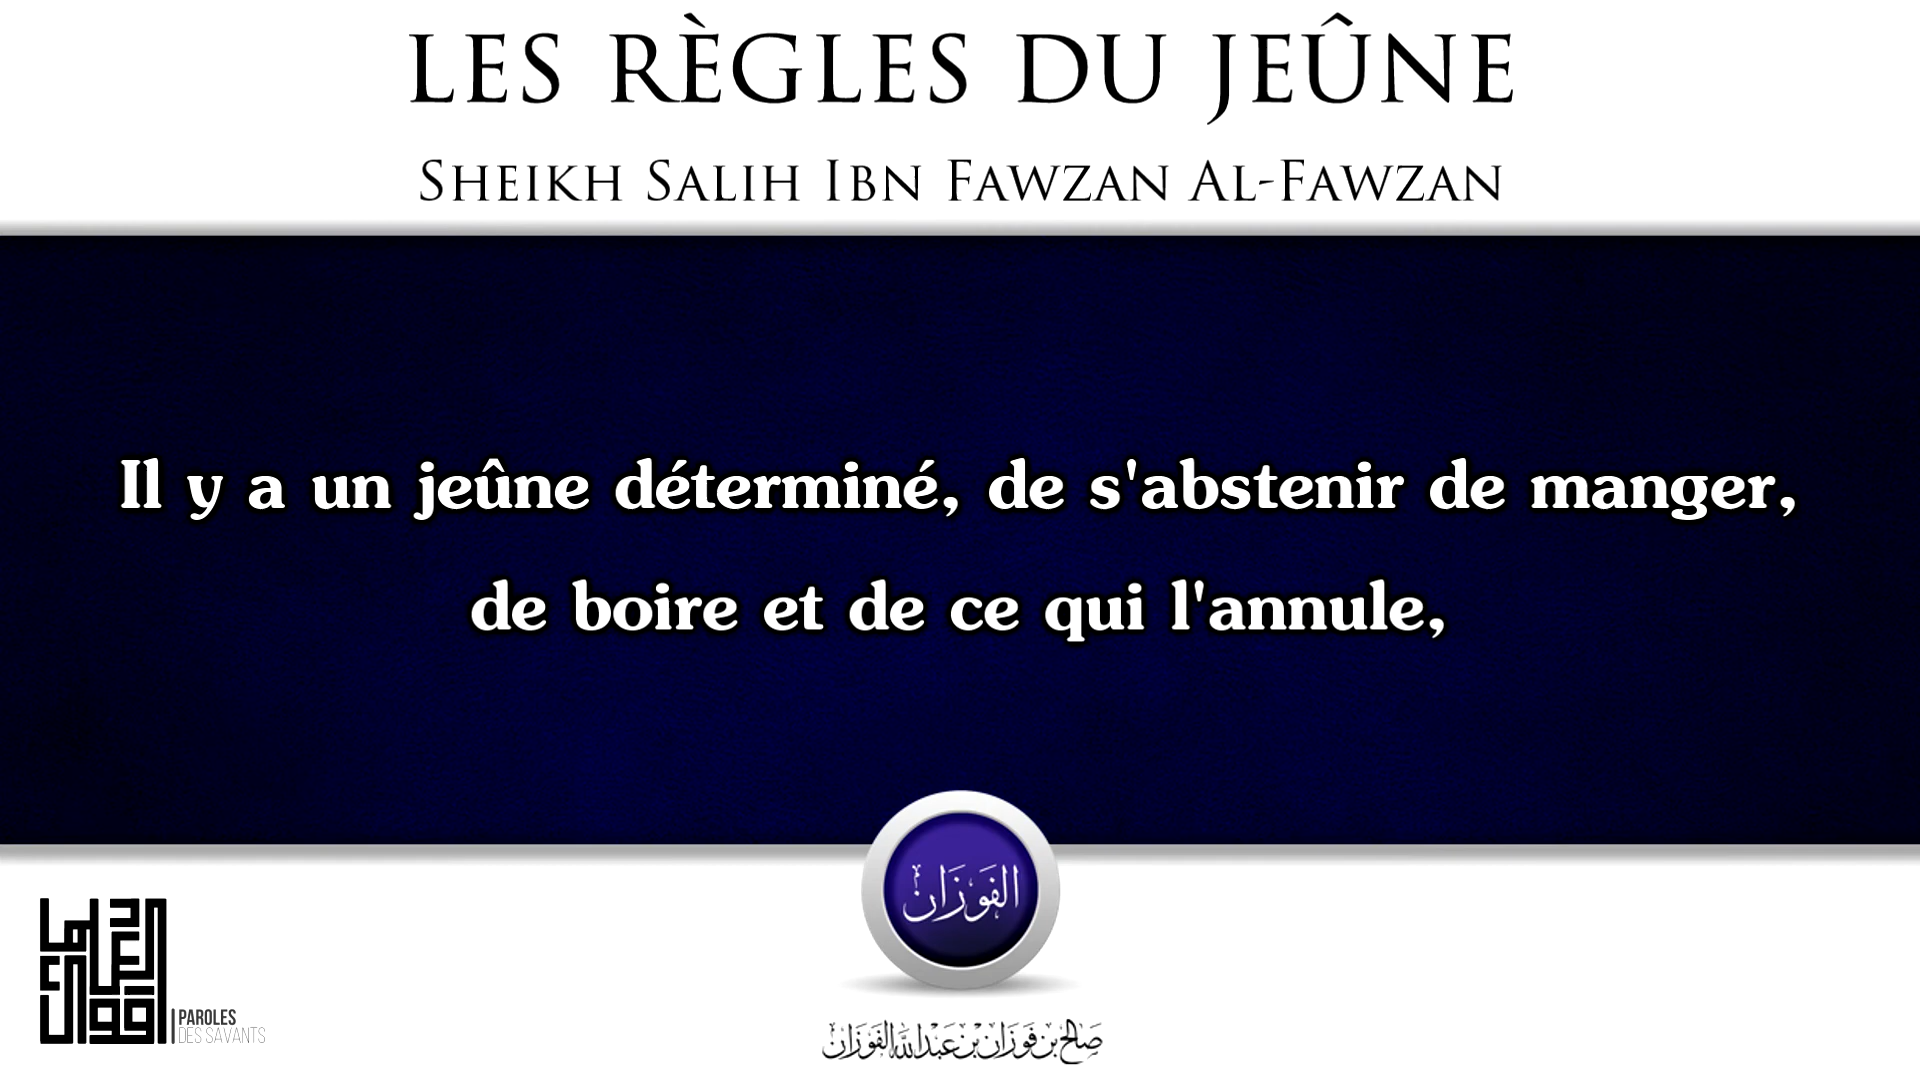 LES RÈGLES DU JEÛNE
SHEIKH SALIH IBN FAWZAN AL-FAWZAN
Il y a un jeûne déterminé, de s'abstenir de manger,
de boire et de ce qui l'annule,
الفوزان
PAROLES
DES SAVANTS
صالح بن فوزان بن عبد الله الفوزان